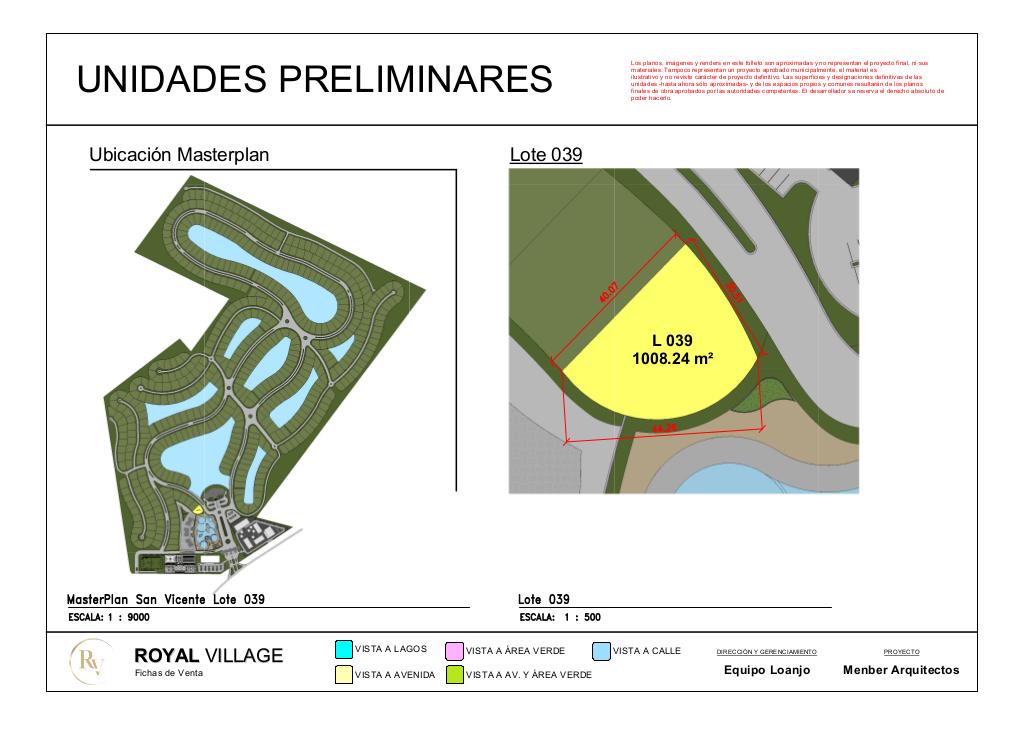 UNIDADES PRELIMINARES
Los planos, imágenes y renders en este folleto son aproximadas y no representan el proyecto final, ni sus
materiales. Tampoco representan un proyecto aprobado municipalmente, el material es
ilustrativo y no reviste carácter de proyecto definitivo. Las superficies y designaciones definitivas de las
unidades -hasta ahora sólo aproximadas- y de los espacios propios y comunes resultarán de los planos
finales de obra aprobados por las autoridades competentes. El desarrollador se reserva el derecho absoluto de
poder hacerlo.
Ubicación Masterplan
Lote 039
40.07
L 039
1008.24 m²
MasterPlan San Vicente Lote 039
ESCALA: 1 : 9000
Lote 039
ESCALA: 1 : 500
RV
ROYAL VILLAGE
Fichas de Venta
VISTA A LAGOS
VISTA A ÁREA VERDE
VISTA A CALLE
VISTA A AVENIDA
VISTA A AV. Y ÁREA VERDE
DIRECCIÓN Y GERENCIAMIENTO
Equipo Loanjo
PROYECTO
Menber Arquitectos